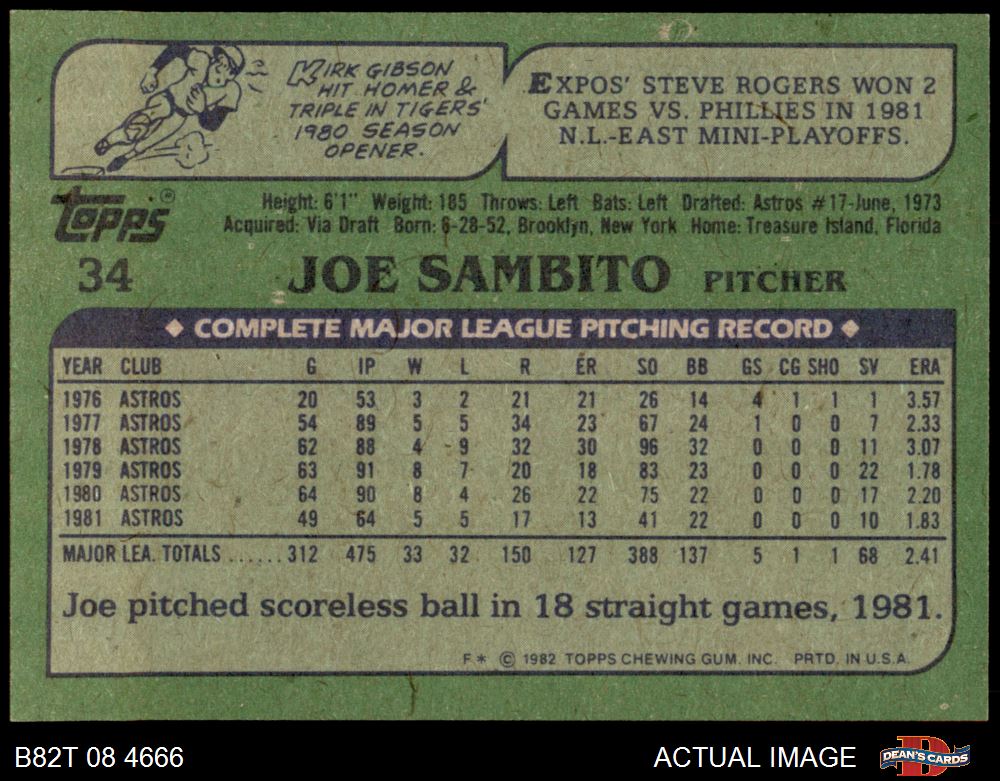 KIRK GIBSON
HIT HOMER &
TRIPLE IN TIGERS'
1980 SEASON
OPENER.
EXPOS' STEVE ROGERS WON 2
GAMES VS. PHILLIES IN 1981
N.L.-EAST MINI-PLAYOFFS.
Topps®
Height: 6'1" Weight: 185 Throws: Left Bats: Left Drafted: Astros #17-June, 1973
Acquired: Via Draft Born: 6-28-52, Brooklyn, New York Home: Treasure Island, Florida
34 JOE SAMBITO PITCHER
◆ COMPLETE MAJOR LEAGUE PITCHING RECORD ◆
YEAR CLUB G IP W L R ER SO BB GS CG SHO SV ERA
1976 ASTROS 20 53 3 2 21 21 26 14 4 1 1 1 3.57
1977 ASTROS 54 89 5 5 34 23 67 24 1 0 0 7 2.33
1978 ASTROS 62 88 4 9 32 30 96 32 0 0 0 11 3.07
1979 ASTROS 63 91 8 7 20 18 83 23 0 0 0 22 1.78
1980 ASTROS 64 90 8 4 26 22 75 22 0 0 0 17 2.20
1981 ASTROS 49 64 5 5 17 13 41 22 0 0 0 10 1.83
MAJOR LEA. TOTALS ...... 312 475 33 32 150 127 388 137 5 1 1 68 2.41
Joe pitched scoreless ball in 18 straight games, 1981.
F* © 1982 TOPPS CHEWING GUM. INC. PRTD. IN U.S.A.
B82T 08 4666 ACTUAL IMAGE DEAN'S CARDS